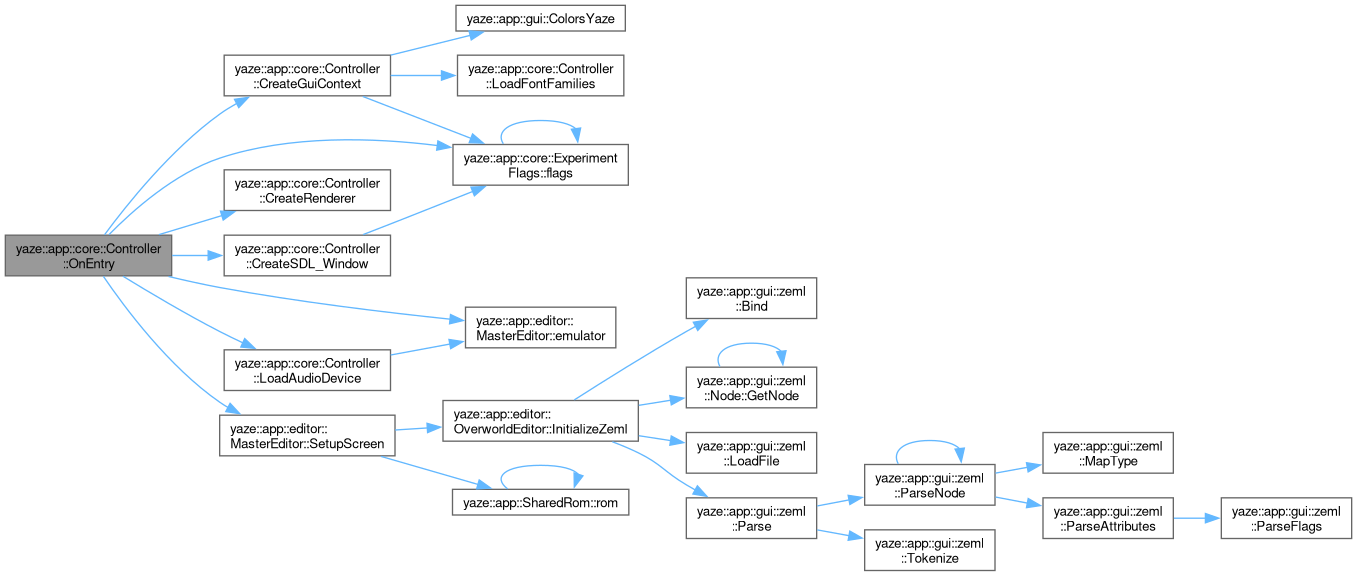 yaze::app::gui::ColorsYaze
yaze::app::core::Controller
::CreateGuiContext
yaze::app::core::Controller
::LoadFontFamilies
yaze::app::core::Experiment
Flags::flags
yaze::app::core::Controller
::CreateRenderer
yaze::app::core::Controller
::OnEntry
yaze::app::core::Controller
::CreateSDL_Window
yaze::app::gui::zeml
::Bind
yaze::app::editor::
MasterEditor::emulator
yaze::app::core::Controller
::LoadAudioDevice
yaze::app::gui::zeml
::Node::GetNode
yaze::app::editor::
MasterEditor::SetupScreen
yaze::app::editor::
OverworldEditor::InitializeZeml
yaze::app::gui::zeml
::LoadFile
yaze::app::gui::zeml
::MapType
yaze::app::gui::zeml
::ParseNode
yaze::app::SharedRom::rom
yaze::app::gui::zeml
::Parse
yaze::app::gui::zeml
::ParseAttributes
yaze::app::gui::zeml
::ParseFlags
yaze::app::gui::zeml
::Tokenize